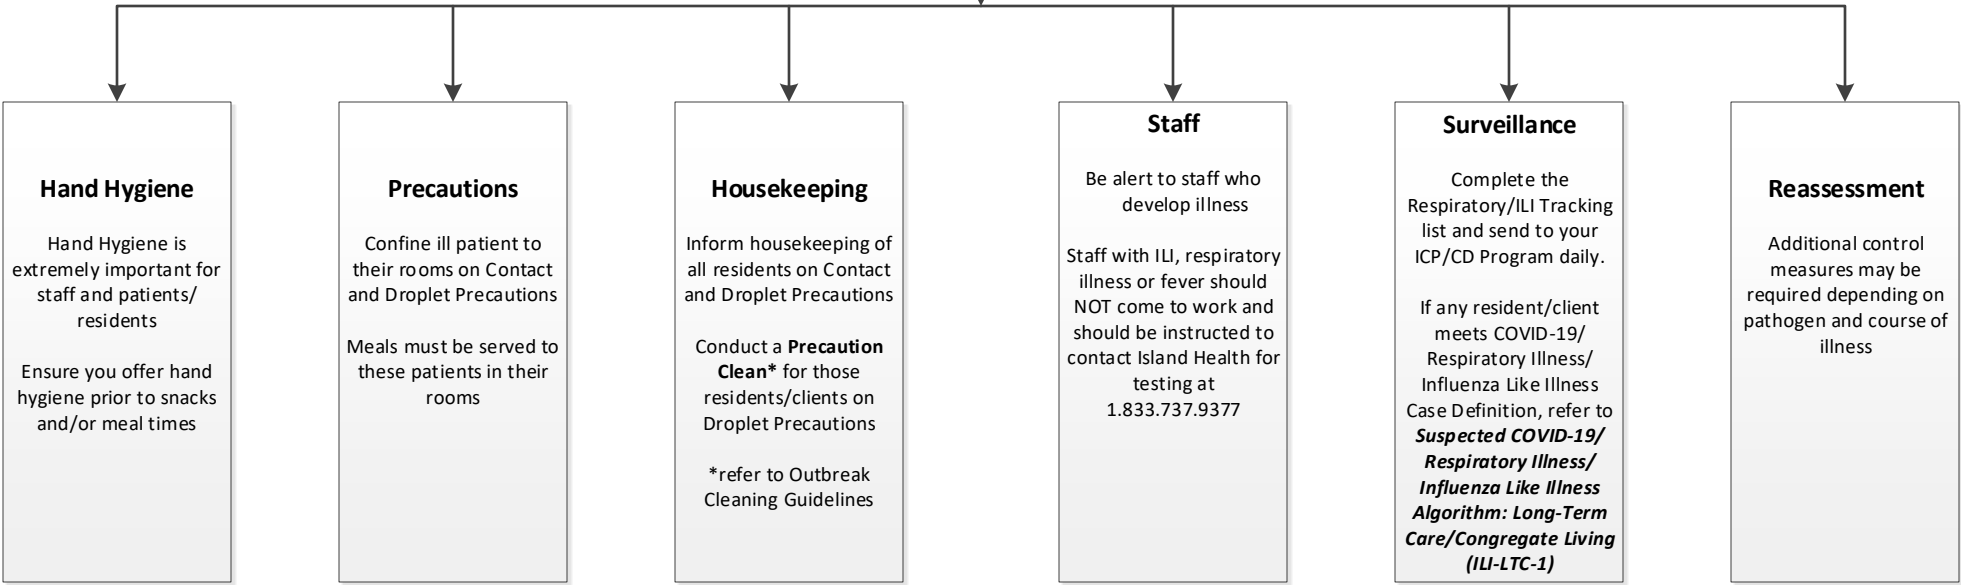 Hand Hygiene
Hand Hygiene is
extremely important for
staff and patients/
residents
Ensure you offer hand
hygiene prior to snacks
and/or meal times
Precautions
Confine ill patient to
their rooms on Contact
and Droplet Precautions
Meals must be served to
these patients in their
rooms
Housekeeping
Inform housekeeping of
all residents on Contact
and Droplet Precautions
Conduct a Precaution
Clean* for those
residents/clients on
Droplet Precautions
*refer to Outbreak
Cleaning Guidelines
Staff
Be alert to staff who
develop illness
Staff with ILI, respiratory
illness or fever should
NOT come to work and
should be instructed to
contact Island Health for
testing at
1.833.737.9377
Surveillance
Complete the
Respiratory/ILI Tracking
list and send to your
ICP/CD Program daily.
If any resident/client
meets COVID-19/
Respiratory Illness/
Influenza Like Illness
Case Definition, refer to
Suspected COVID-19/
Respiratory Illness/
Influenza Like Illness
Algorithm: Long-Term
Care/Congregate Living
(ILI-LTC-1)
Reassessment
Additional control
measures may be
required depending on
pathogen and course of
illness